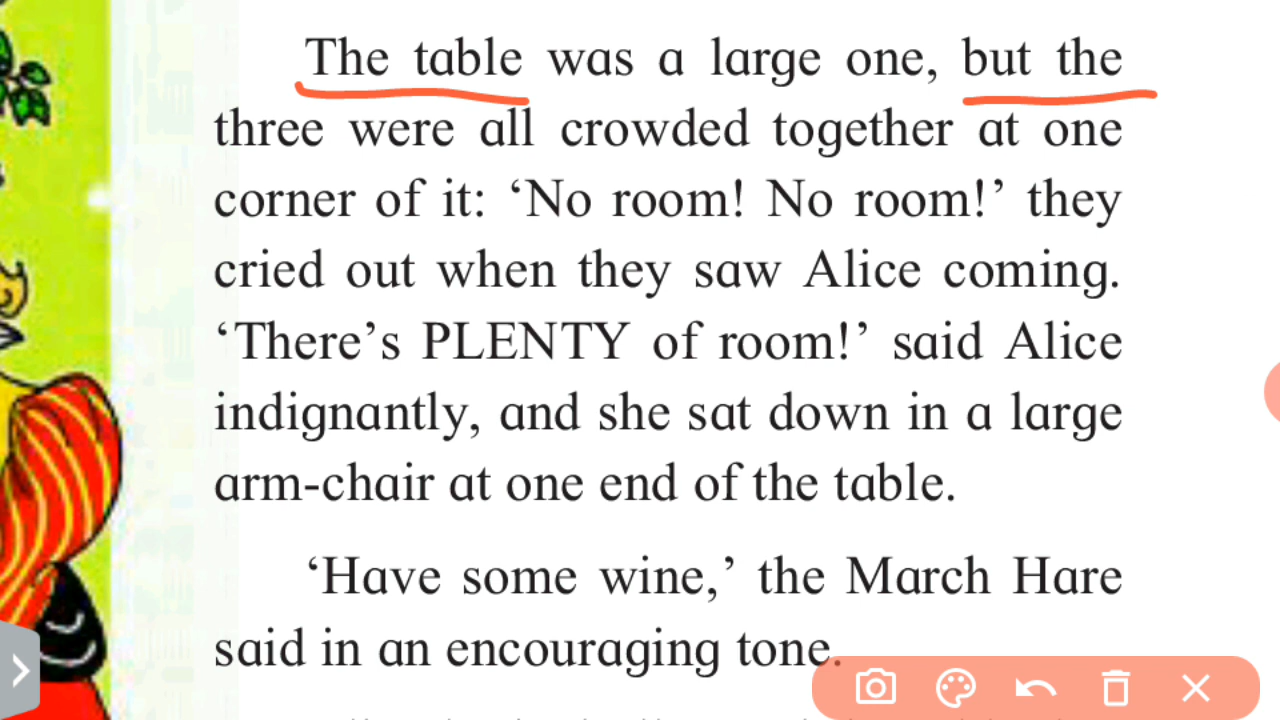 The table was a large one, but the
three were all crowded together at one
corner of it: ‘No room! No room!’ they
cried out when they saw Alice coming.
‘There’s PLENTY of room!’ said Alice
indignantly, and she sat down in a large
arm-chair at one end of the table.
‘Have some wine,’ the March Hare
said in an encouraging tone.